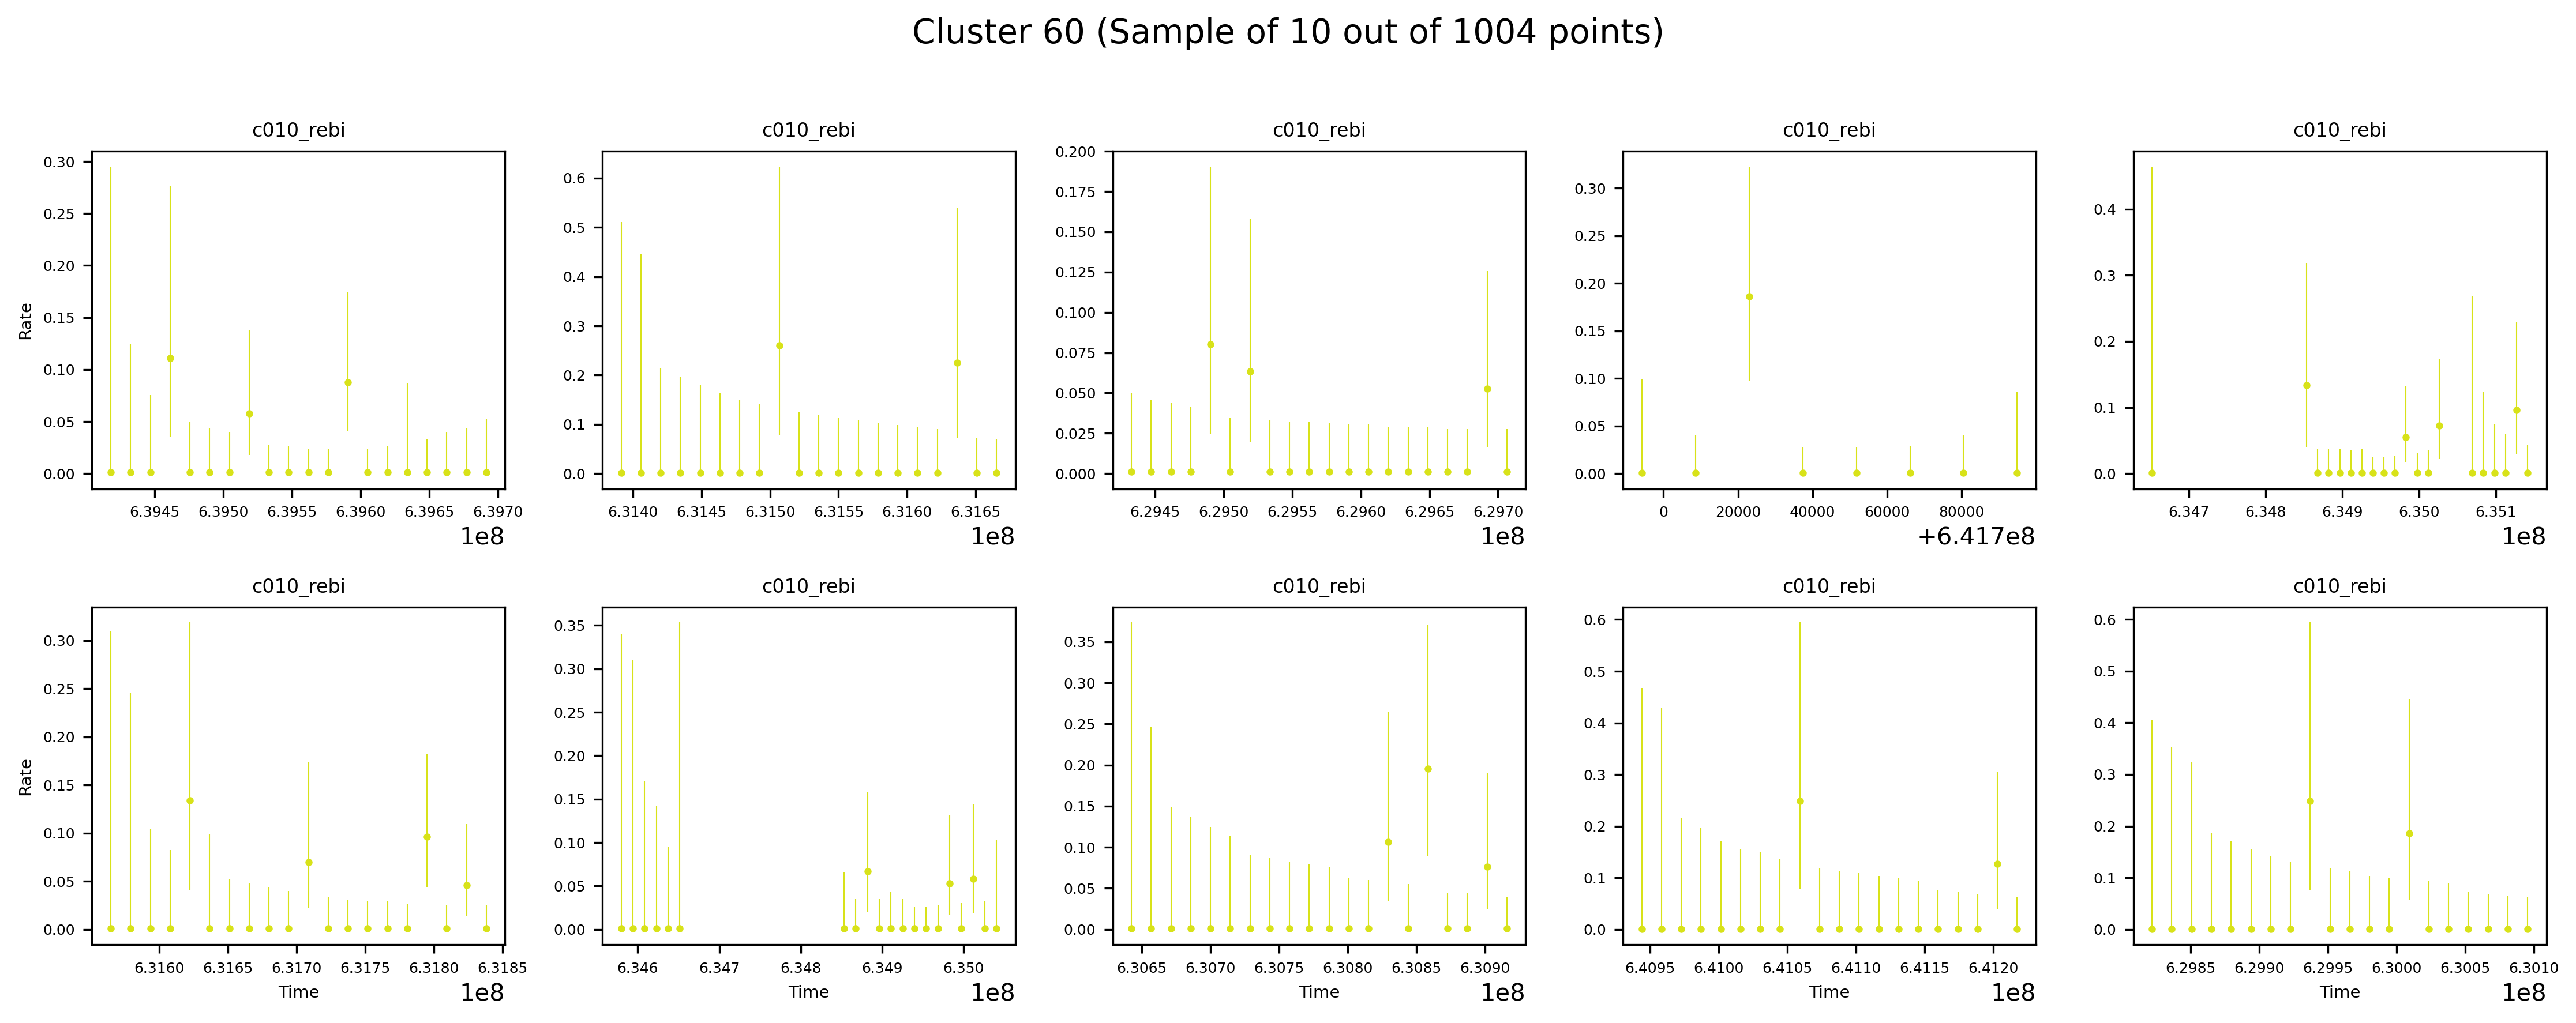 Cluster 60 (Sample of 10 out of 1004 points)
c010_rebi c010_rebi c010_rebi c010_rebi c010_rebi
Rate
0.30
0.25
0.20
0.15
0.10
0.05
0.00
6.3945 6.3950 6.3955 6.3960 6.3965 6.3970
1e8
0.6
0.5
0.4
0.3
0.2
0.1
0.0
6.3140 6.3145 6.3150 6.3155 6.3160 6.3165
1e8
0.200
0.175
0.150
0.125
0.100
0.075
0.050
0.025
0.000
6.2945 6.2950 6.2955 6.2960 6.2965 6.2970
1e8
0.30
0.25
0.20
0.15
0.10
0.05
0.00
0 20000 40000 60000 80000
+6.417e8
0.4
0.3
0.2
0.1
0.0
6.347 6.348 6.349 6.350 6.351
1e8
c010_rebi c010_rebi c010_rebi c010_rebi c010_rebi
Rate
0.30
0.25
0.20
0.15
0.10
0.05
0.00
6.3160 6.3165 6.3170 6.3175 6.3180 6.3185
Time
1e8
0.35
0.30
0.25
0.20
0.15
0.10
0.05
0.00
6.346 6.347 6.348 6.349 6.350
Time
1e8
0.35
0.30
0.25
0.20
0.15
0.10
0.05
0.00
6.3065 6.3070 6.3075 6.3080 6.3085 6.3090
Time
1e8
0.6
0.5
0.4
0.3
0.2
0.1
0.0
6.4095 6.4100 6.4105 6.4110 6.4115 6.4120
Time
1e8
0.6
0.5
0.4
0.3
0.2
0.1
0.0
6.2985 6.2990 6.2995 6.3000 6.3005 6.3010
Time
1e8